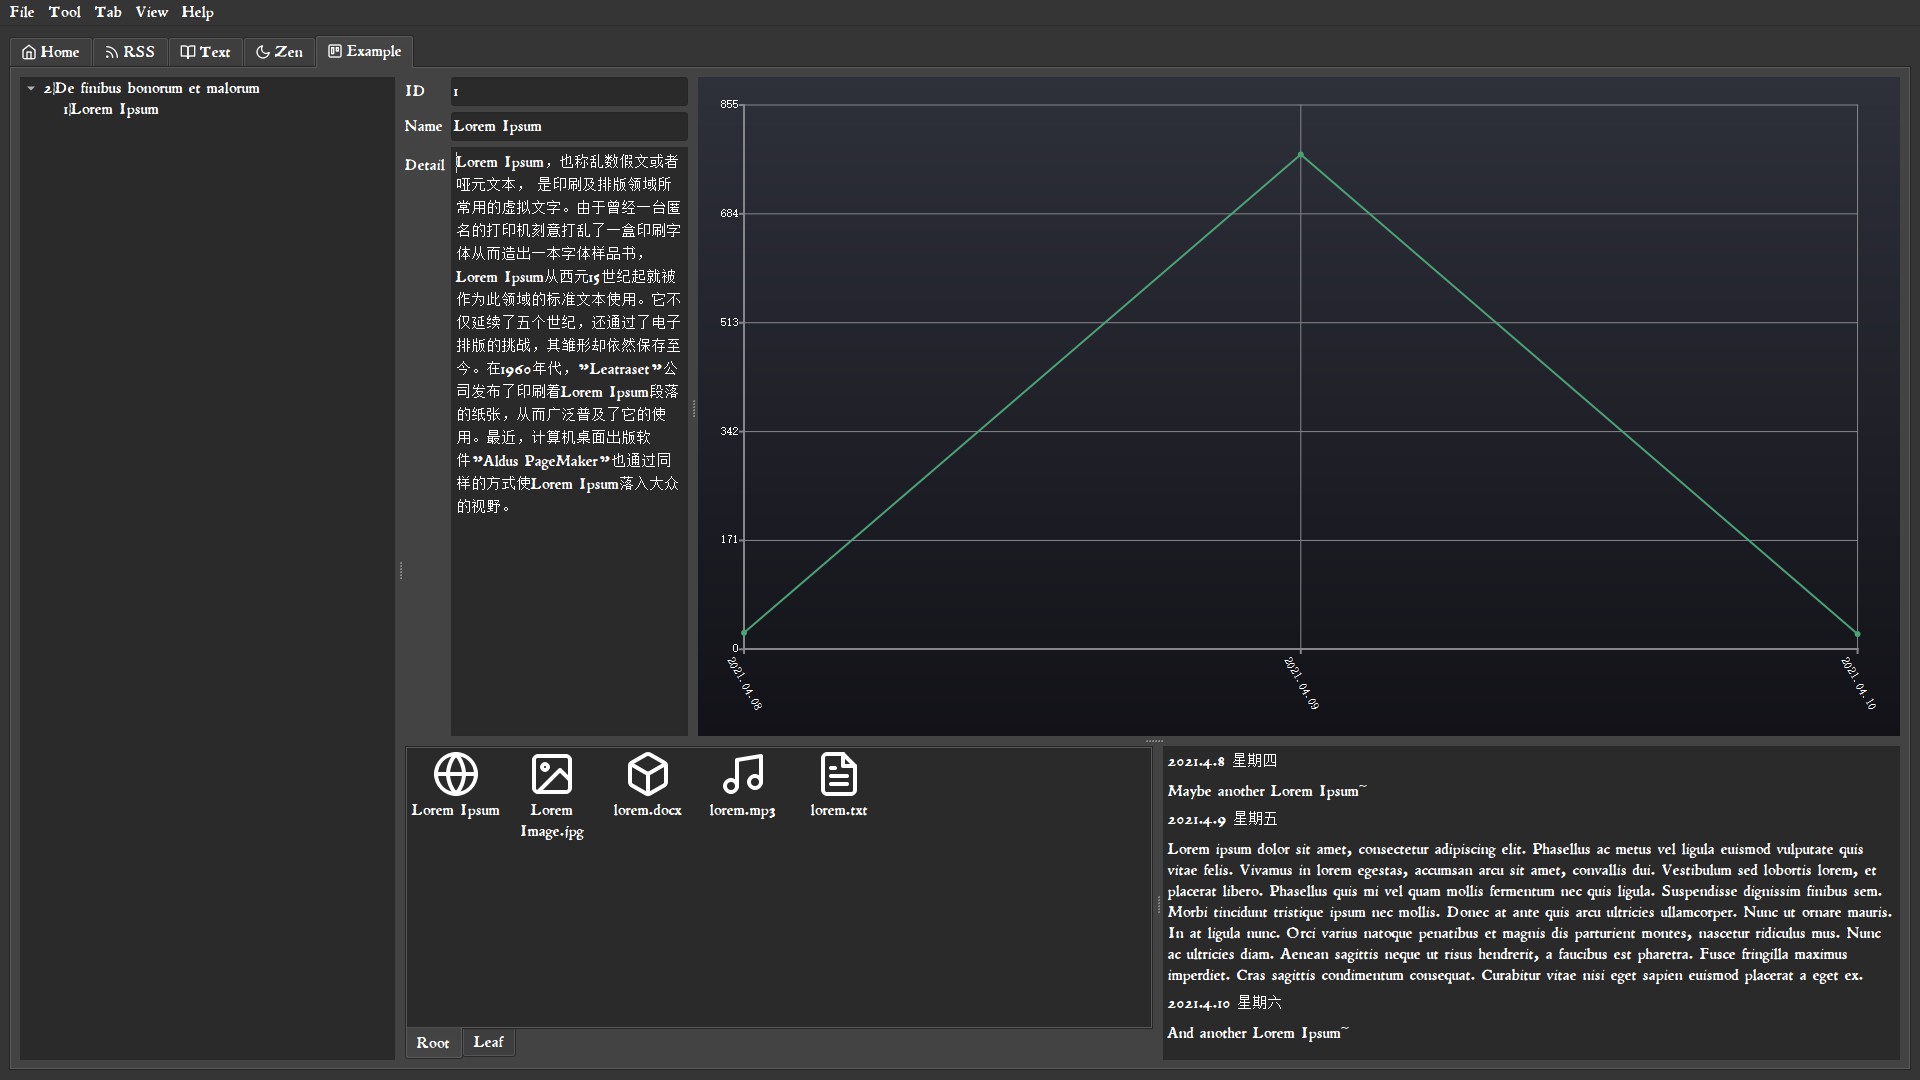 File Tool Tab View Help
Home RSS Text Zen Example
2|De finibus bonorum et malorum
1|Lorem Ipsum
ID 1
Name Lorem Ipsum
Detail
Lorem Ipsum，也称乱数假文或者
哑元文本， 是印刷及排版领域所
常用的虚拟文字。由于曾经一台匿
名的打印机刻意打乱了一盒印刷字
体从而造出一本字体样品书，
Lorem Ipsum从西元15世纪起就被
作为此领域的标准文本使用。它不
仅延续了五个世纪，还通过了电子
排版的挑战，其雏形却依然保存至
今。在1960年代，"Leatraset"公
司发布了印刷着Lorem Ipsum段落
的纸张，从而广泛普及了它的使
用。最近，计算机桌面出版软
件"Aldus PageMaker"也通过同
样的方式使Lorem Ipsum落入大众
的视野。
855
684
513
342
171
0
2021.04.08
2021.04.09
2021.04.10
Lorem Ipsum
Lorem
Image.jpg
lorem.docx
lorem.mp3
lorem.txt
Root Leaf
2021.4.8 星期四
Maybe another Lorem Ipsum~
2021.4.9 星期五
Lorem ipsum dolor sit amet, consectetur adipiscing elit. Phasellus ac metus vel ligula euismod vulputate quis
vitae felis. Vivamus in lorem egestas, accumsan arcu sit amet, convallis dui. Vestibulum sed lobortis lorem, et
placerat libero. Phasellus quis mi vel quam mollis fermentum nec quis ligula. Suspendisse dignissim finibus sem.
Morbi tincidunt tristique ipsum nec mollis. Donec at ante quis arcu ultricies ullamcorper. Nunc ut ornare mauris.
In at ligula nunc. Orci varius natoque penatibus et magnis dis parturient montes, nascetur ridiculus mus. Nunc
ac ultricies diam. Aenean sagittis neque ut risus hendrerit, a faucibus est pharetra. Fusce fringilla maximus
imperdiet. Cras sagittis condimentum consequat. Curabitur vitae nisi eget sapien euismod placerat a eget ex.
2021.4.10 星期六
And another Lorem Ipsum~